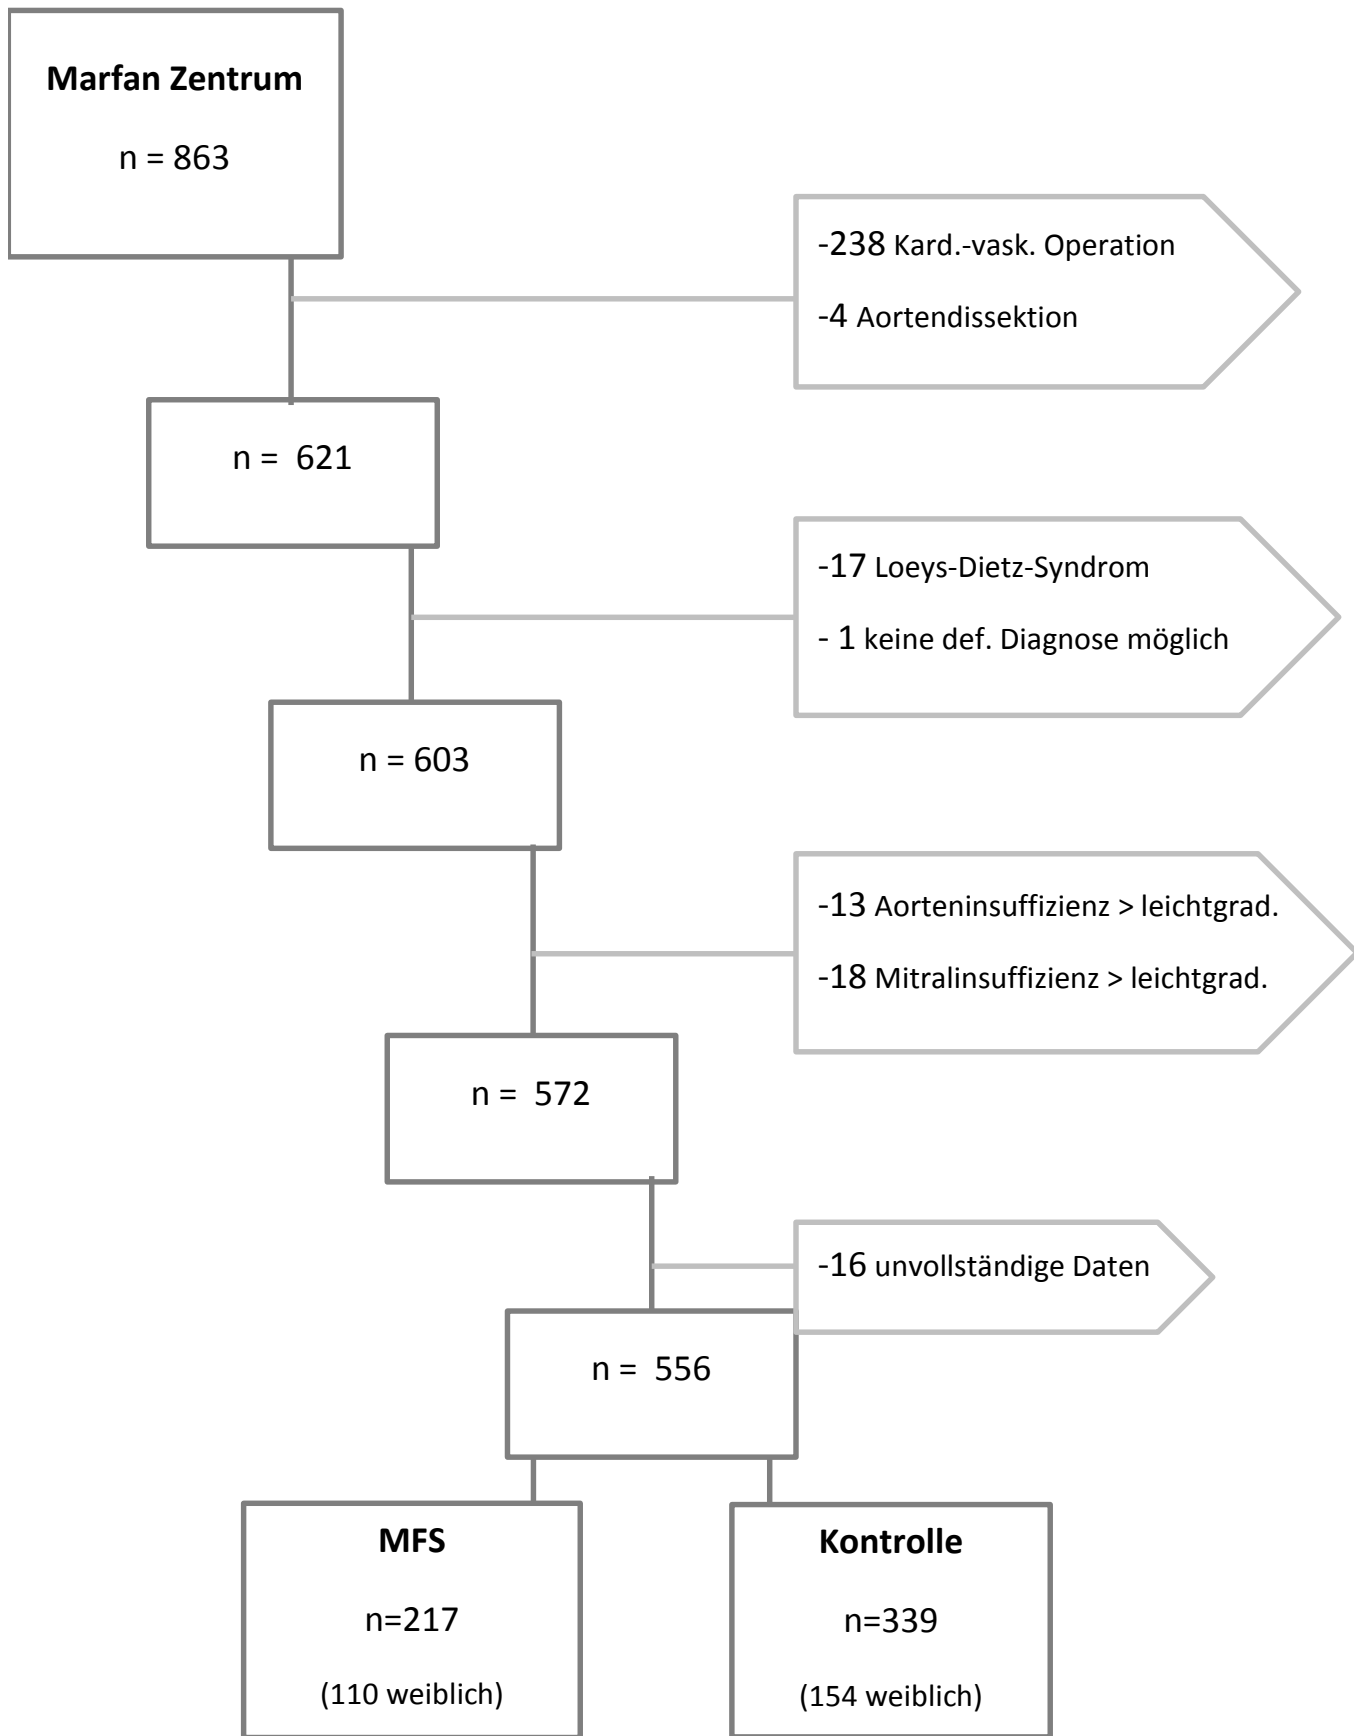 Marfan Zentrum
n = 863
-238 Kard.-vask. Operation
-4 Aortendissektion
n = 621
-17 Loeys-Dietz-Syndrom
- 1 keine def. Diagnose möglich
n = 603
-13 Aorteninsuffizienz > leichtgrad.
-18 Mitralinsuffizienz > leichtgrad.
n = 572
-16 unvollständige Daten
n = 556
MFS
n=217
(110 weiblich)
Kontrolle
n=339
(154 weiblich)